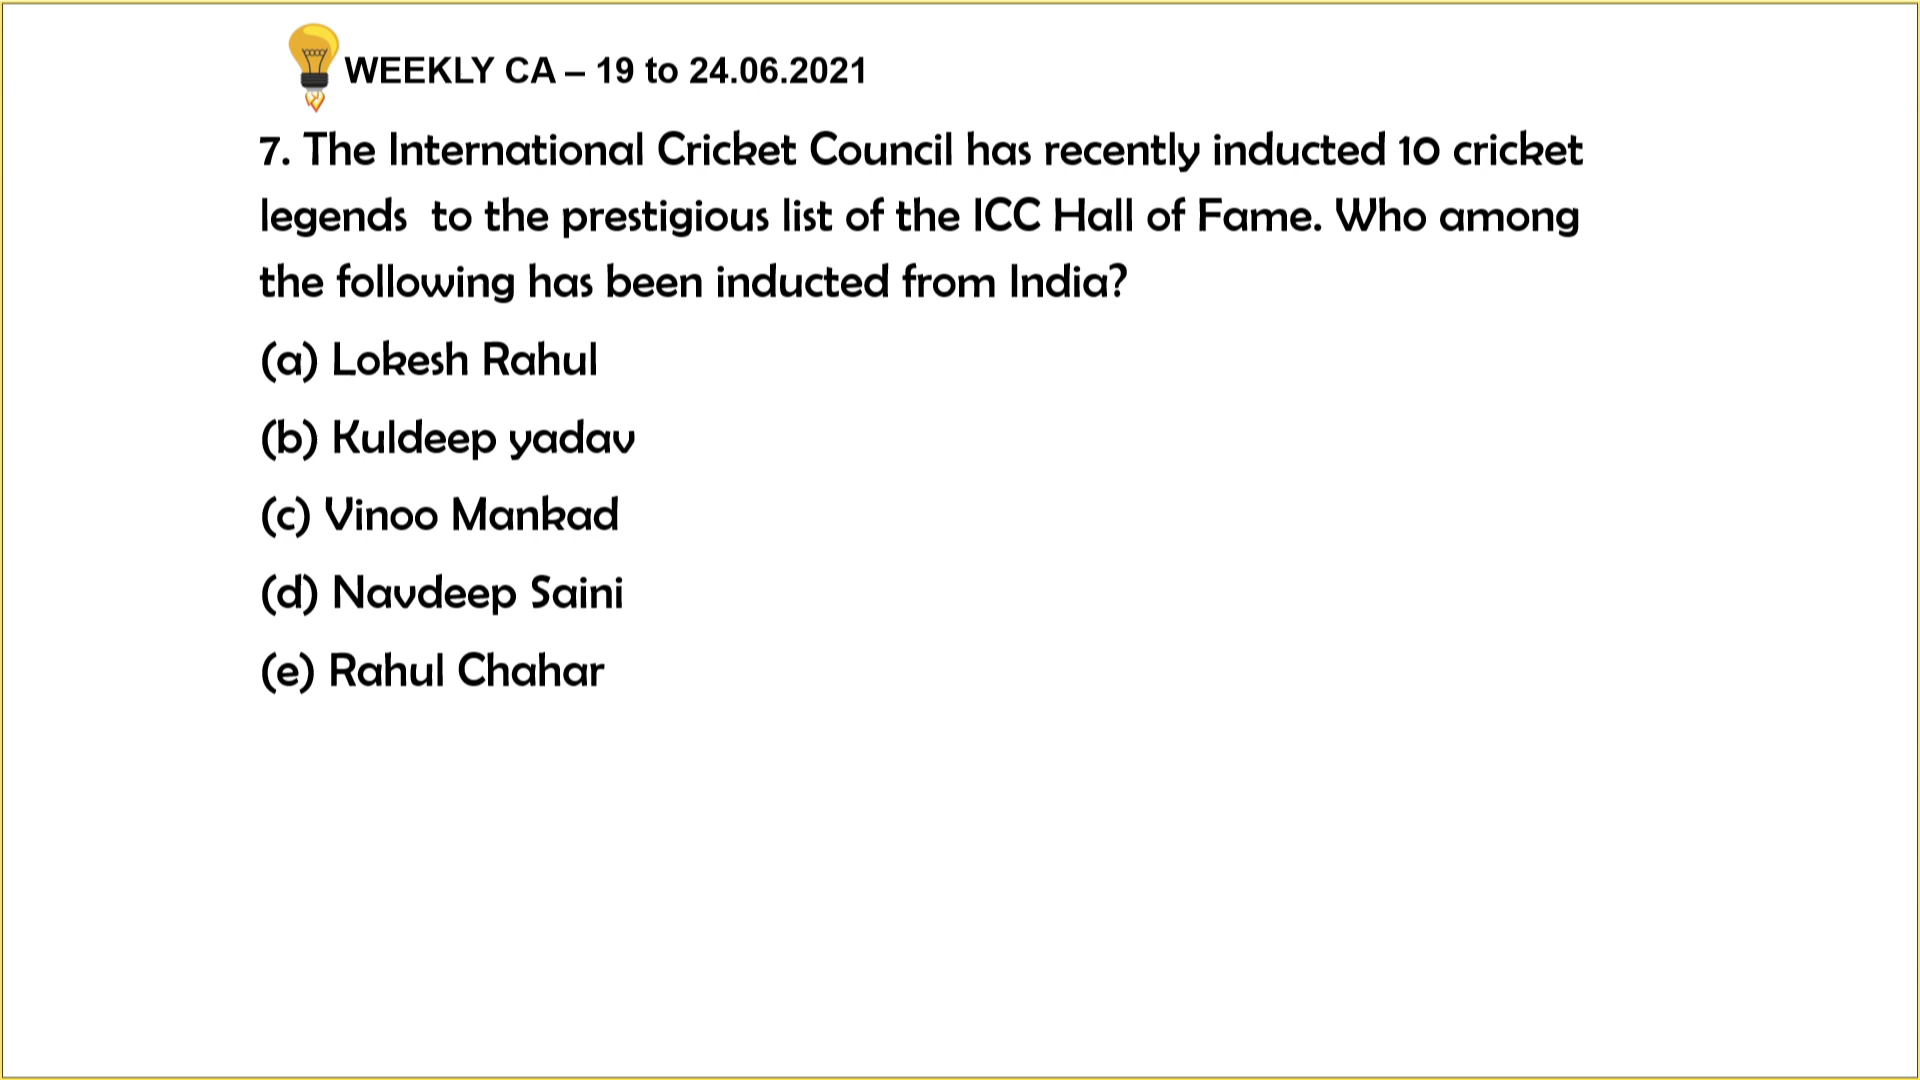 WEEKLY CA – 19 to 24.06.2021
7. The International Cricket Council has recently inducted 10 cricket
legends to the prestigious list of the ICC Hall of Fame. Who among
the following has been inducted from India?
(a) Lokesh Rahul
(b) Kuldeep yadav
(c) Vinoo Mankad
(d) Navdeep Saini
(e) Rahul Chahar